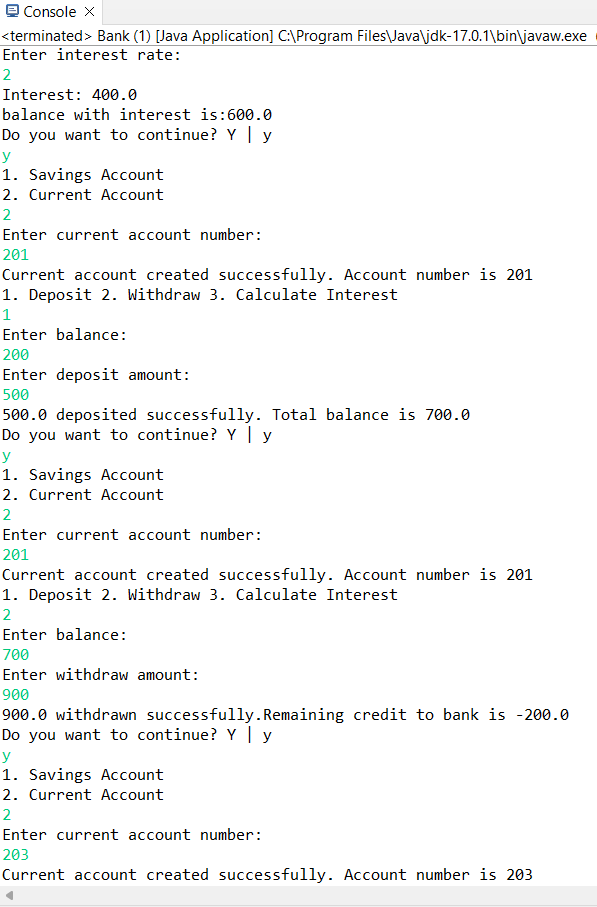 Console
<terminated> Bank (1) [Java Application] C:\Program Files\Java\jdk-17.0.1\bin\javaw.exe
Enter interest rate:
2
Interest: 400.0
balance with interest is:600.0
Do you want to continue? Y | y
y
1. Savings Account
2. Current Account
2
Enter current account number:
201
Current account created successfully. Account number is 201
1. Deposit 2. Withdraw 3. Calculate Interest
1
Enter balance:
200
Enter deposit amount:
500
500.0 deposited successfully. Total balance is 700.0
Do you want to continue? Y | y
y
1. Savings Account
2. Current Account
2
Enter current account number:
201
Current account created successfully. Account number is 201
1. Deposit 2. Withdraw 3. Calculate Interest
2
Enter balance:
700
Enter withdraw amount:
900
900.0 withdrawn successfully.Remaining credit to bank is -200.0
Do you want to continue? Y | y
y
1. Savings Account
2. Current Account
2
Enter current account number:
203
Current account created successfully. Account number is 203